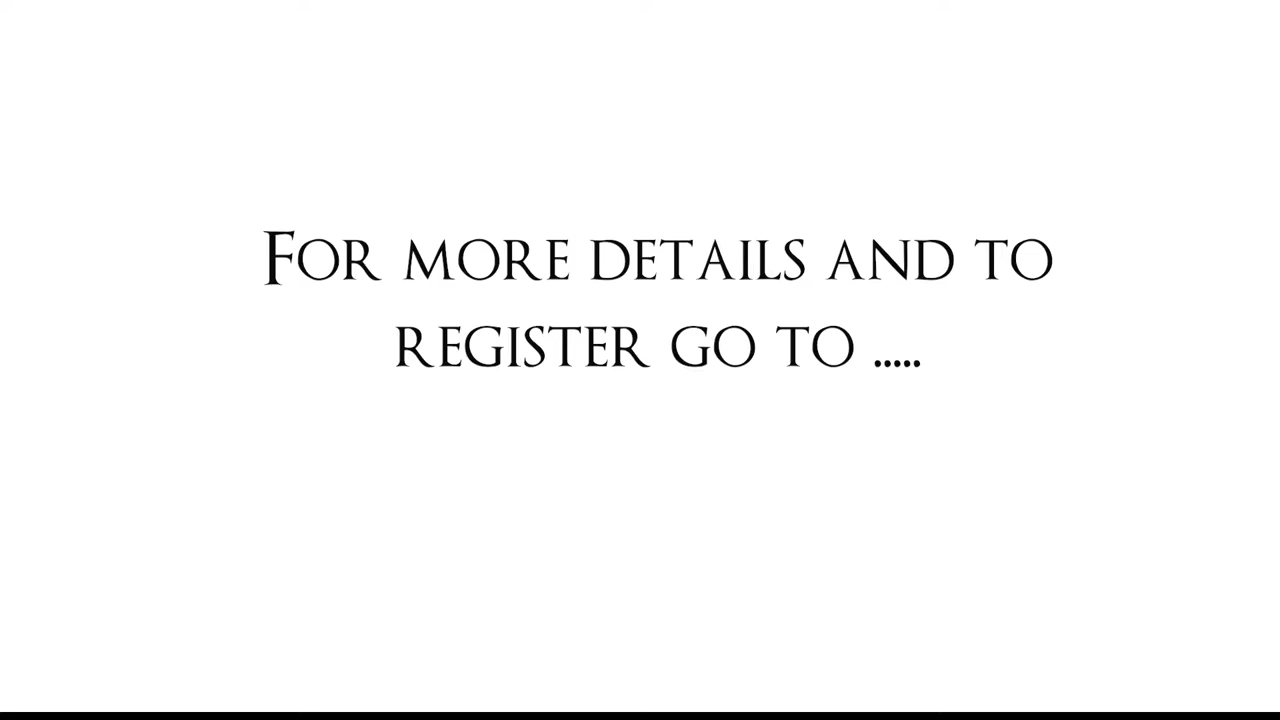 For more details and to
register go to .....